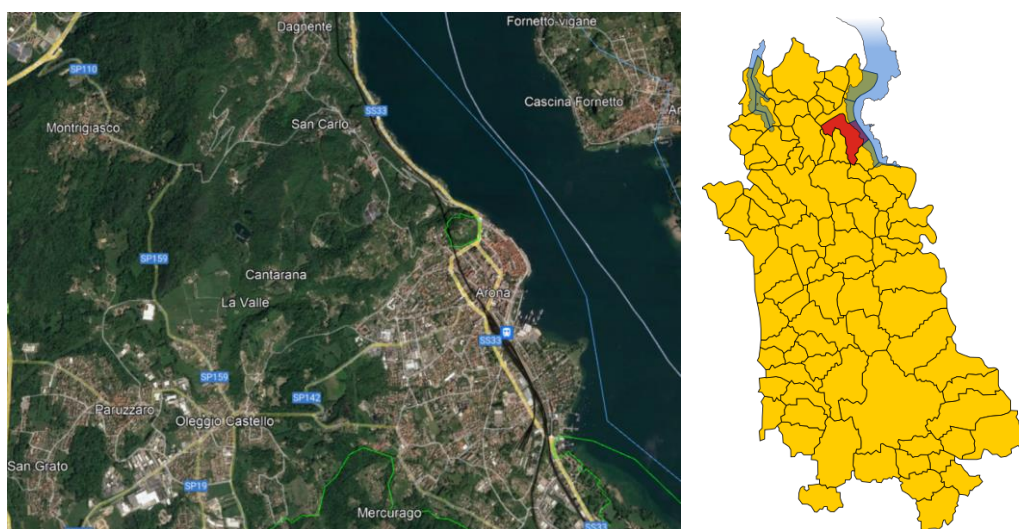 Dagnente
Fornetto-vigane
SP110
Cascina Fornetto
SS33
Montrigiasco
San Carlo
SP159
Cantarana
La Valle
Arona
SS33
SP159
SP142
Paruzzaro
Oleggio Castello
San Grato
SP19
Mercurago
SS33